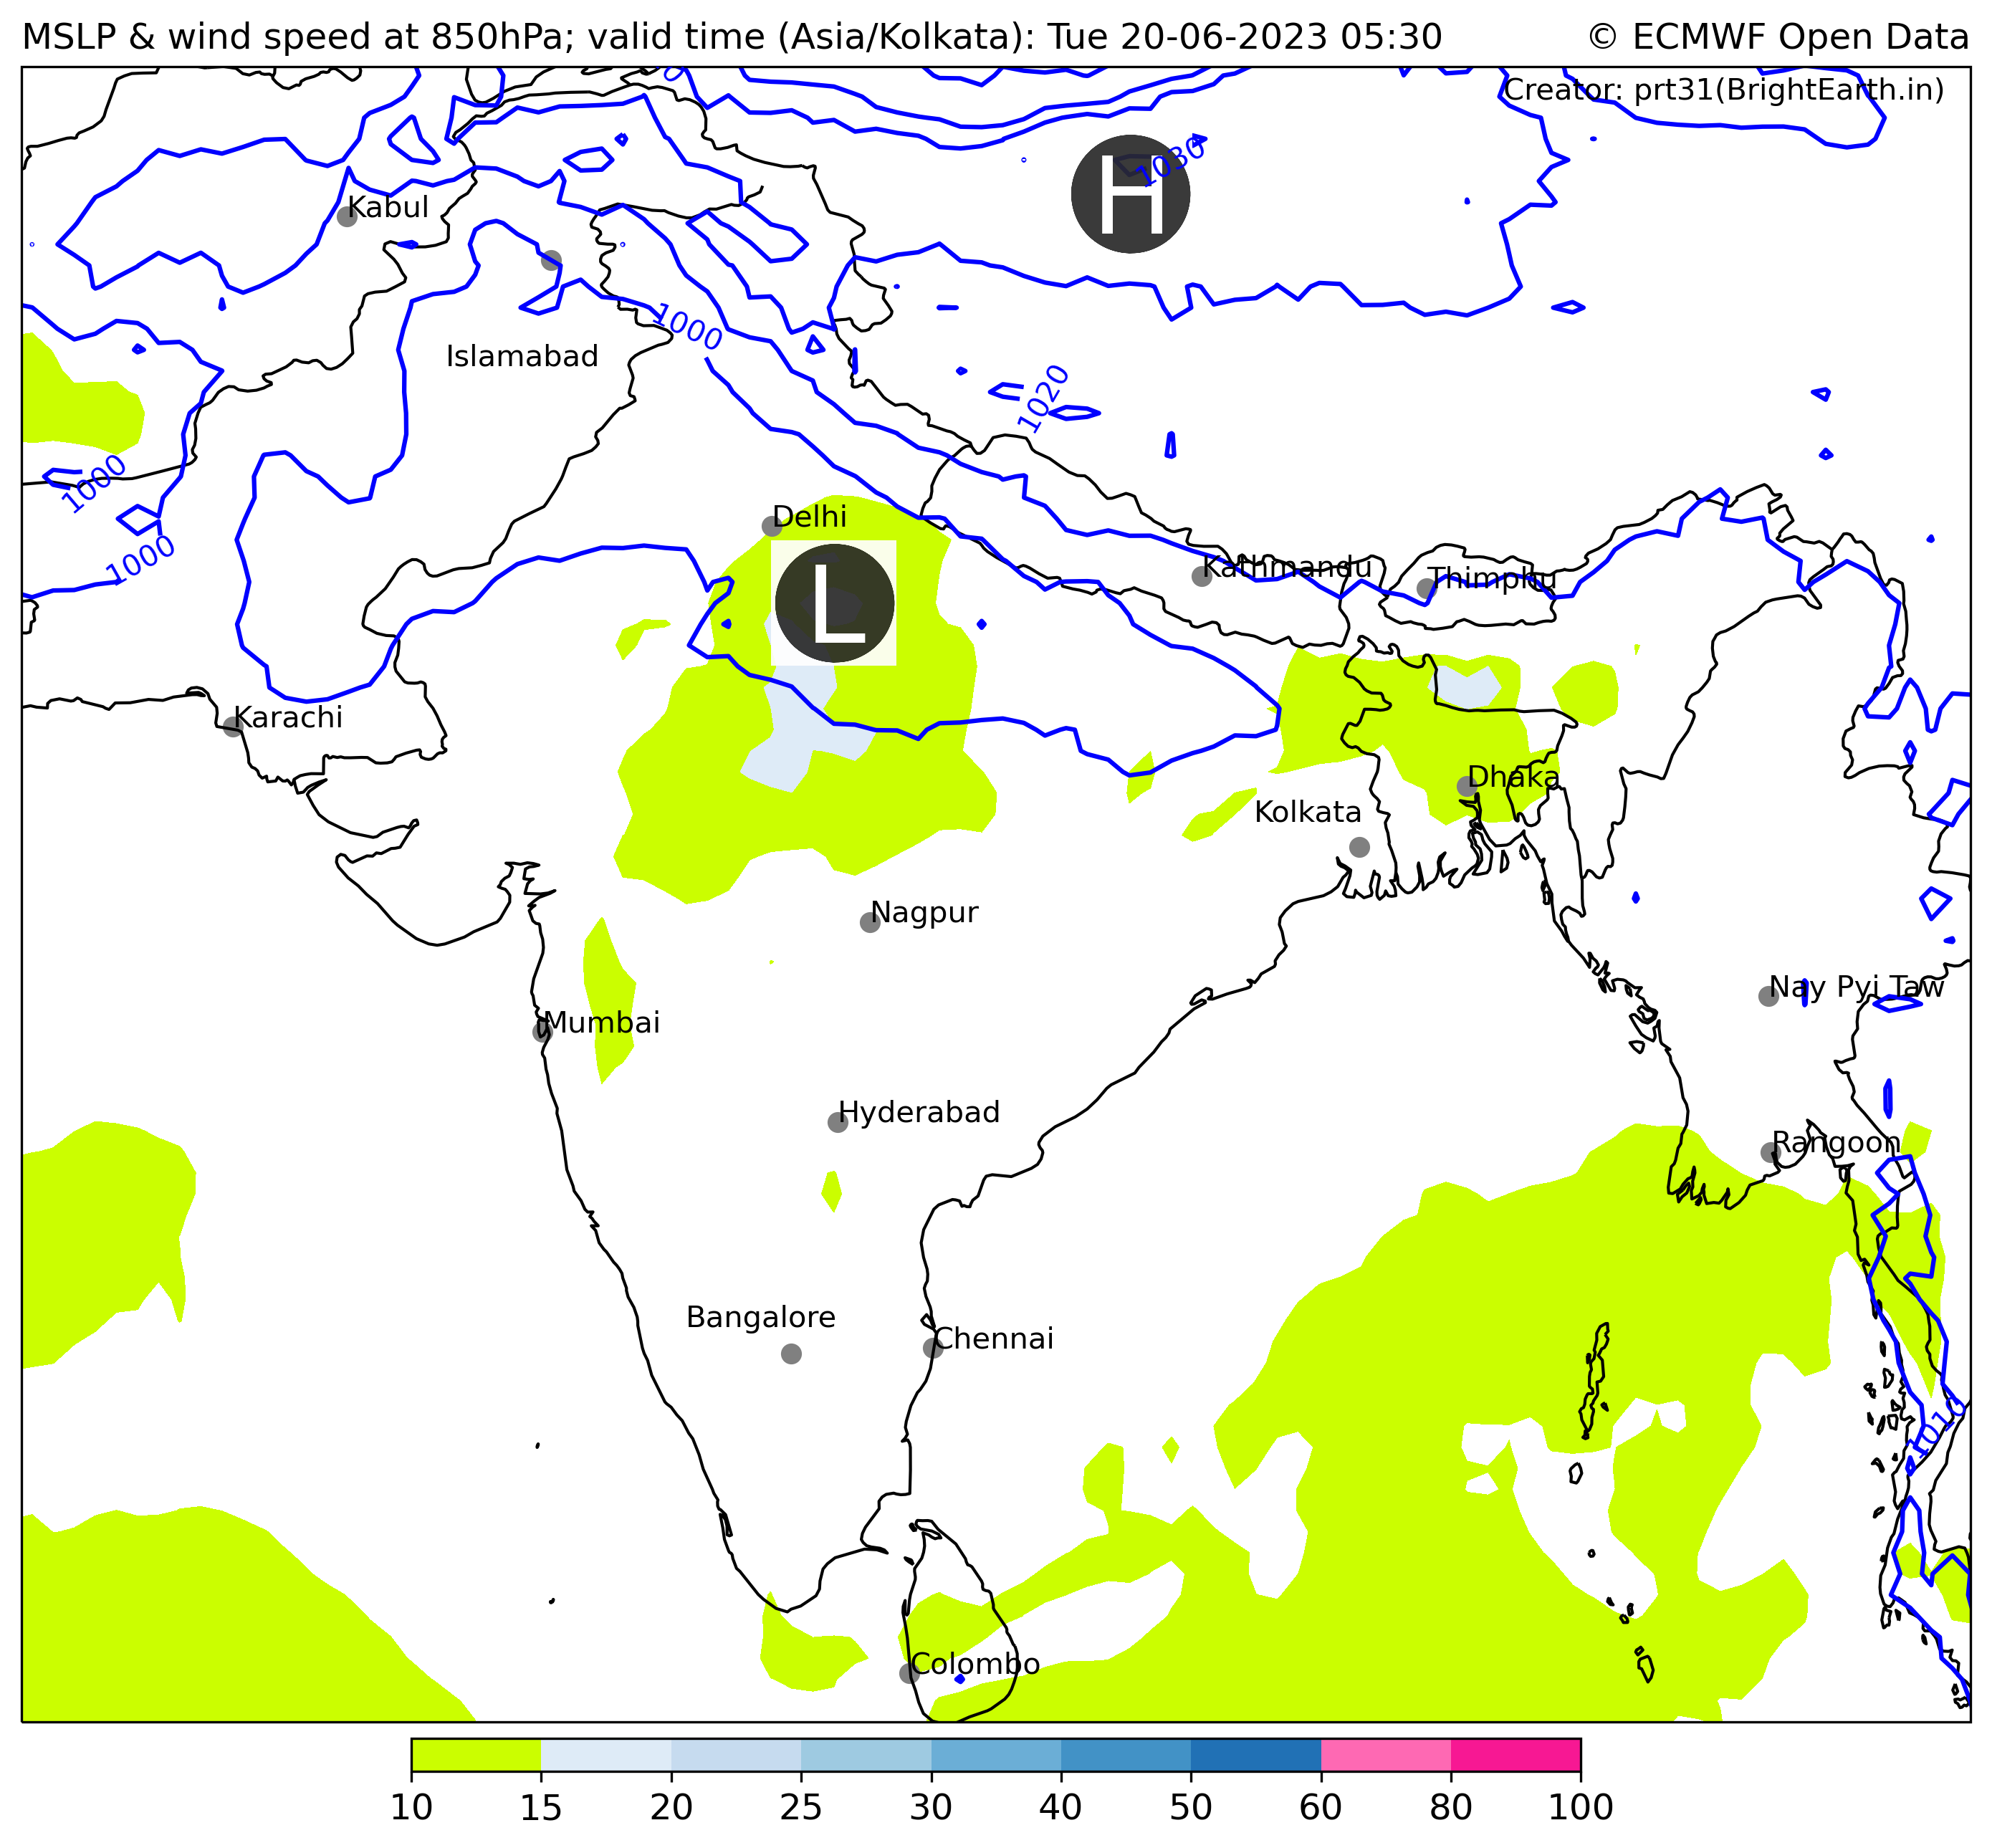 MSLP & wind speed at 850hPa; valid time (Asia/Kolkata): Tue 20-06-2023 05:30
© ECMWF Open Data
Creator: prt31(BrightEarth.in)
H
1030
Kabul
1000
Islamabad
1020
1000
Delhi
1000
L
Kathmandu
Thimphu
Karachi
Dhaka
Kolkata
Nagpur
Nay Pyi Taw
Mumbai
Hyderabad
Rangoon
Bangalore
Chennai
1010
Colombo
10 15 20 25 30 40 50 60 80 100